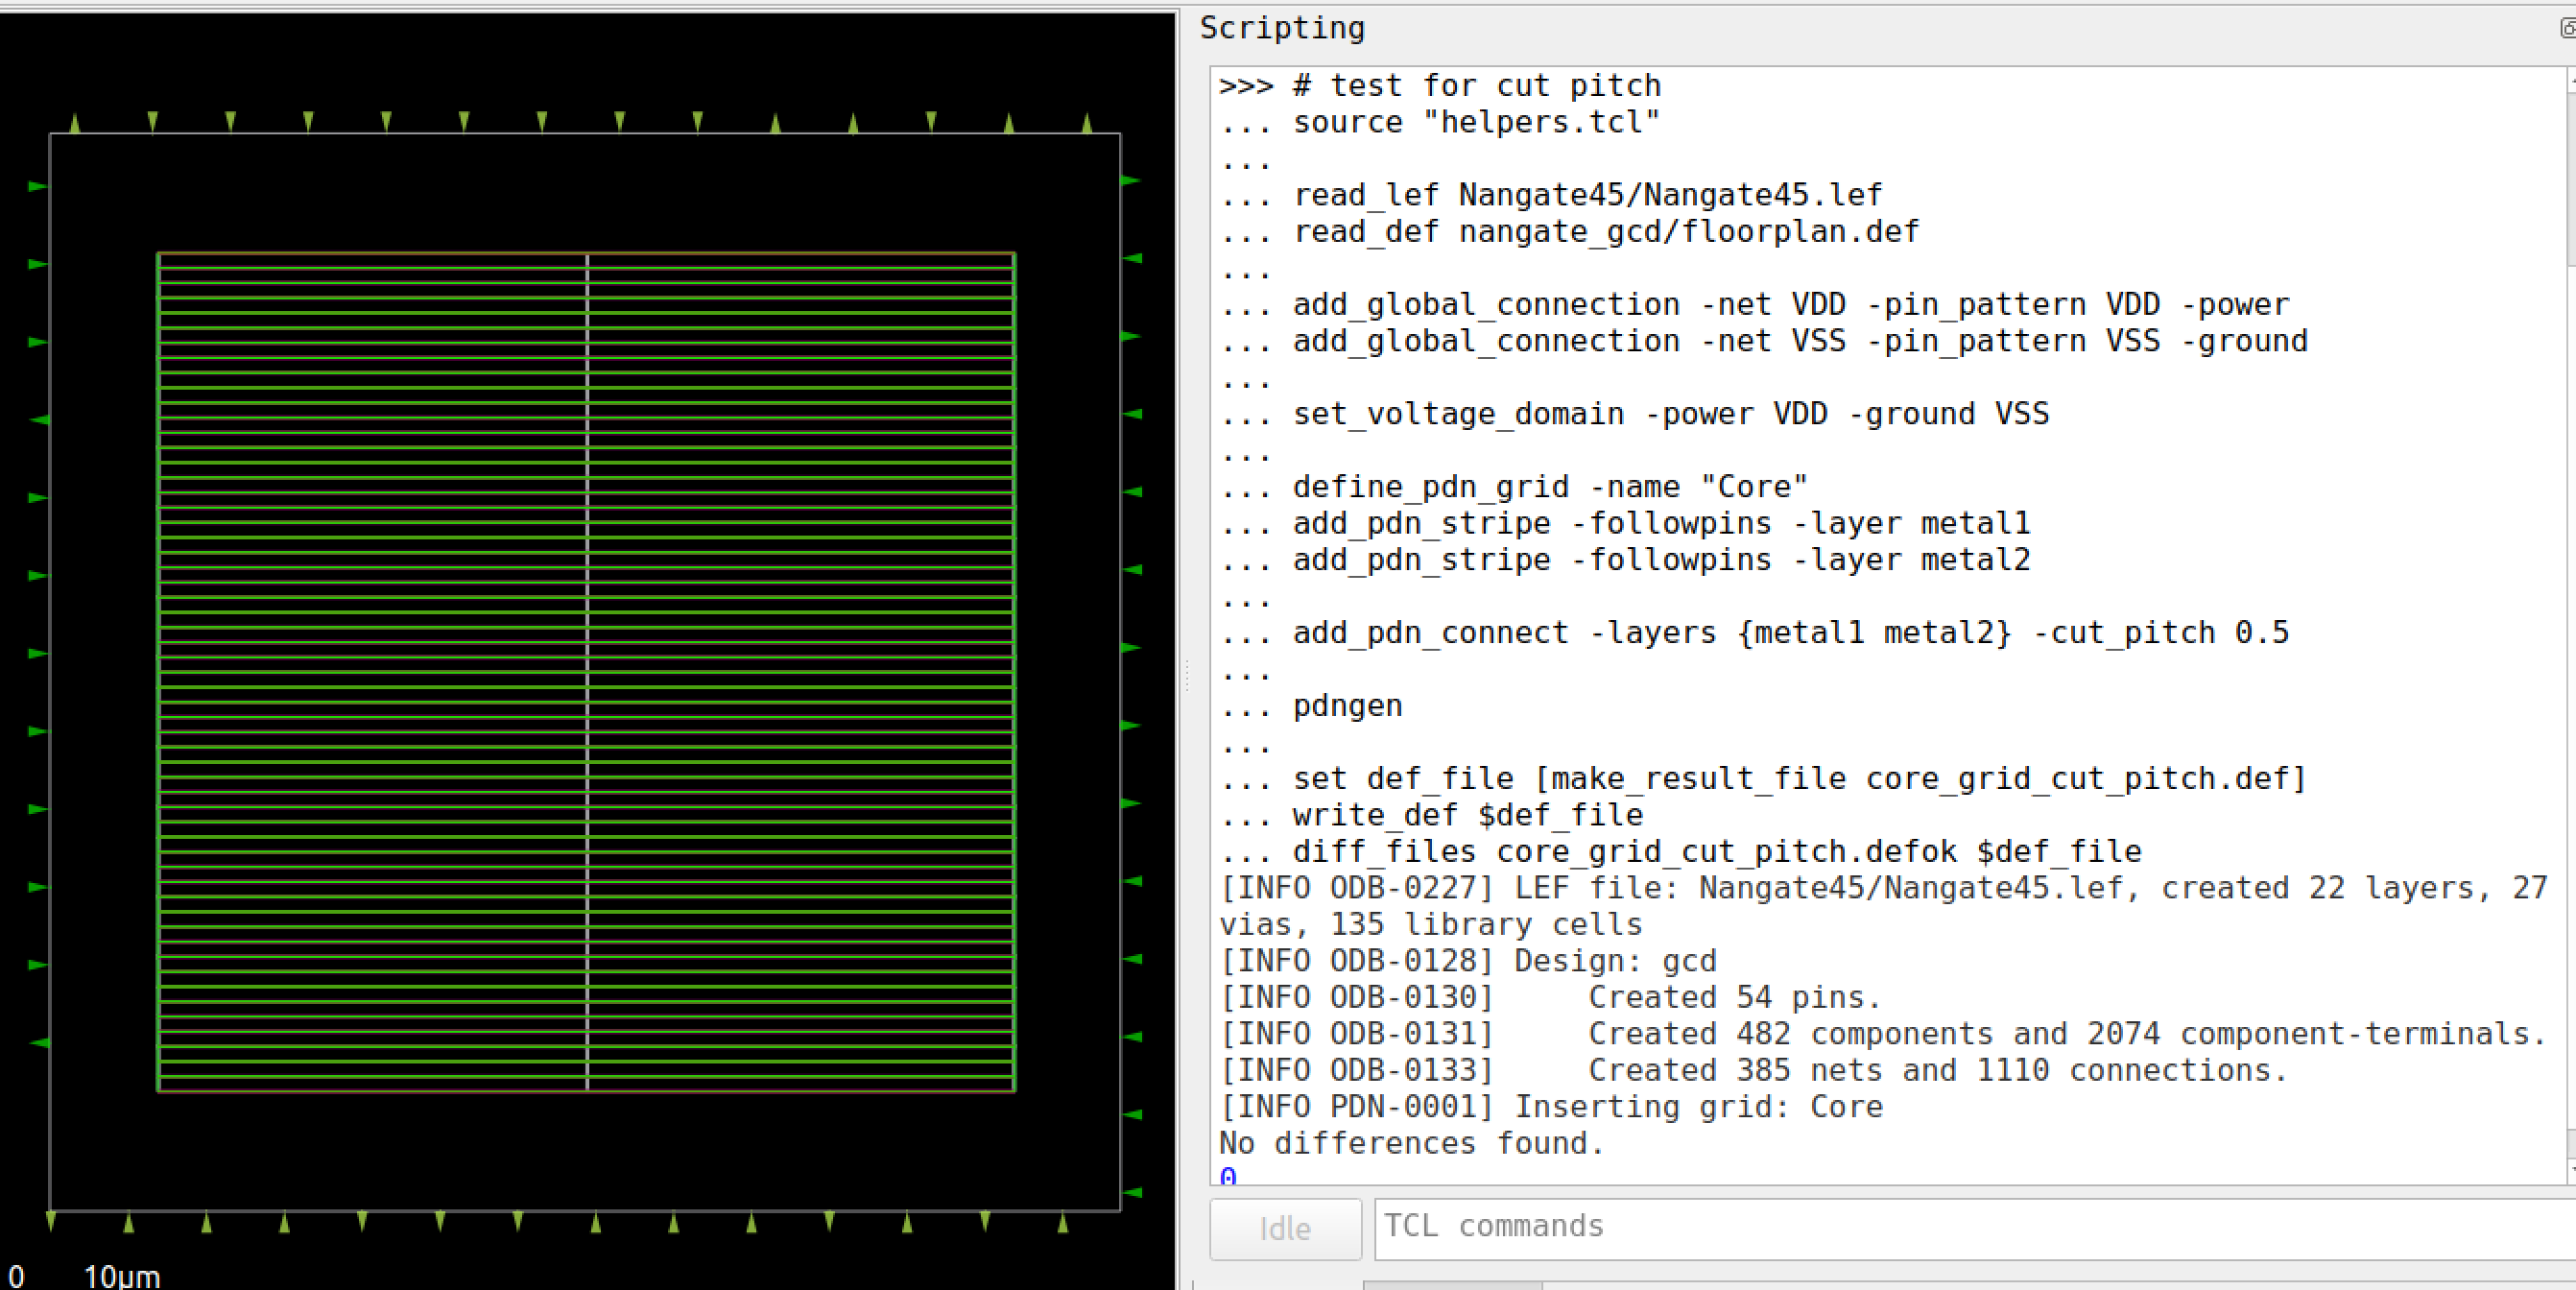 Scripting
>>> # test for cut pitch
... source "helpers.tcl"
...
... read_lef Nangate45/Nangate45.lef
... read_def nangate_gcd/floorplan.def
...
... add_global_connection -net VDD -pin_pattern VDD -power
... add_global_connection -net VSS -pin_pattern VSS -ground
...
... set_voltage_domain -power VDD -ground VSS
...
... define_pdn_grid -name "Core"
... add_pdn_stripe -followpins -layer metal1
... add_pdn_stripe -followpins -layer metal2
...
... add_pdn_connect -layers {metal1 metal2} -cut_pitch 0.5
...
... pdngen
...
... set def_file [make_result_file core_grid_cut_pitch.def]
... write_def $def_file
... diff_files core_grid_cut_pitch.defok $def_file
[INFO ODB-0227] LEF file: Nangate45/Nangate45.lef, created 22 layers, 27
vias, 135 library cells
[INFO ODB-0128] Design: gcd
[INFO ODB-0130]     Created 54 pins.
[INFO ODB-0131]     Created 482 components and 2074 component-terminals.
[INFO ODB-0133]     Created 385 nets and 1110 connections.
[INFO PDN-0001] Inserting grid: Core
No differences found.
0
Idle TCL commands
0 10µm